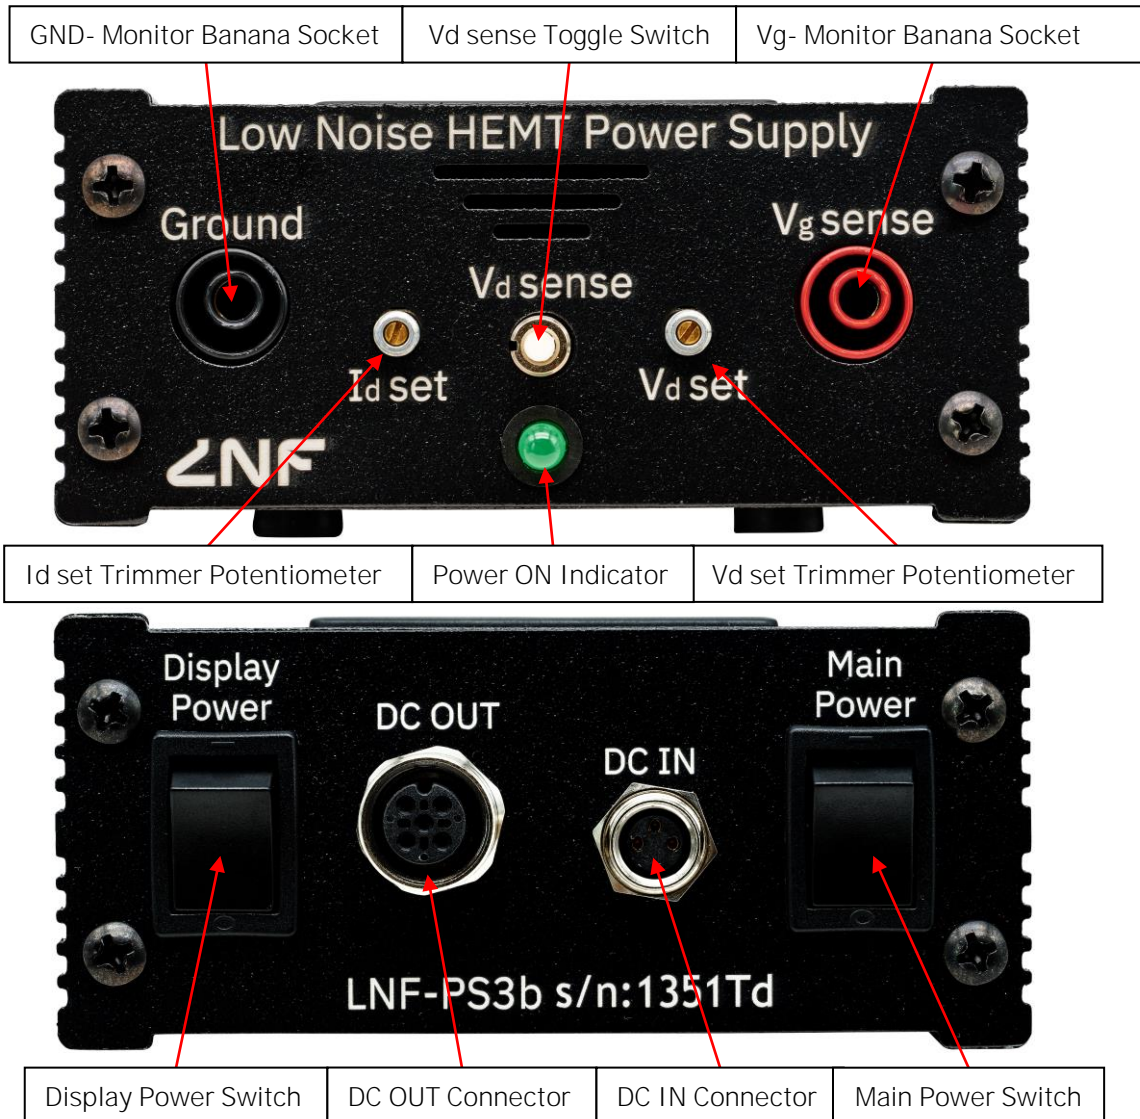 GND- Monitor Banana Socket
Vd sense Toggle Switch
Vg- Monitor Banana Socket
Low Noise HEMT Power Supply
Ground
Vg sense
Vd sense
Id set
Vd set
LNF
Id set Trimmer Potentiometer
Power ON Indicator
Vd set Trimmer Potentiometer
Display
Power
DC OUT
DC IN
Main
Power
LNF-PS3b s/n:1351Td
Display Power Switch
DC OUT Connector
DC IN Connector
Main Power Switch